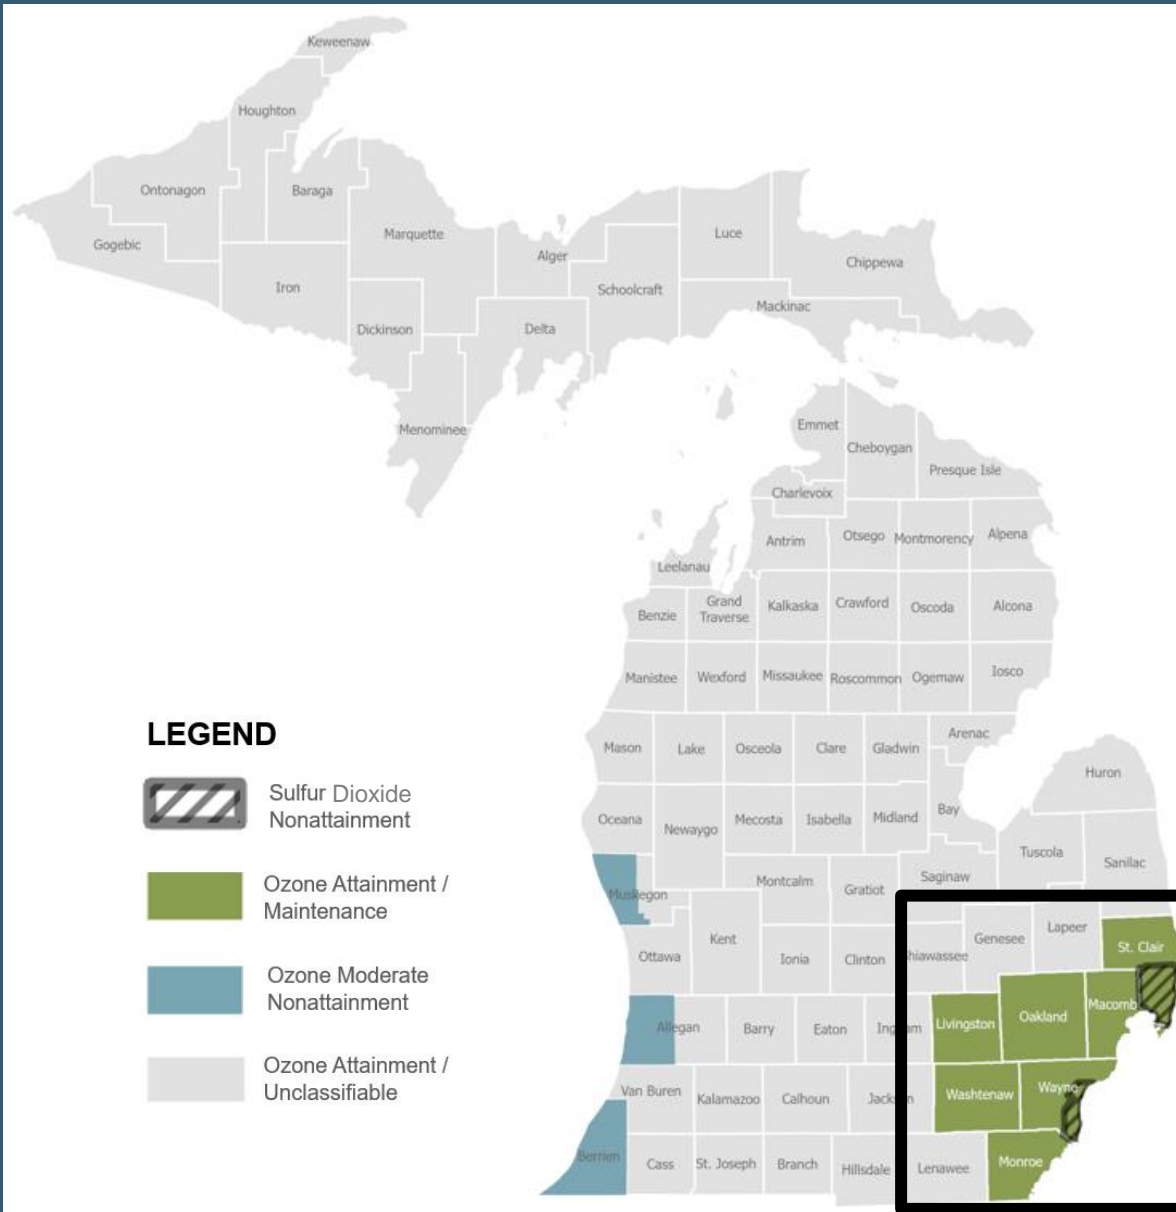 Keweenaw
Houghton
Ontonagon
Baraga
Gogebic
Marquette
Luce
Alger
Chippewa
Iron
Schoolcraft
Mackinac
Dickinson
Delta
Menominee
Emmet
Cheboygan
Presque Isle
Charlevoix
Antrim
Otsego
Montmorency
Alpena
Leelanau
Benzie
Grand
Traverse
Kalkaska
Crawford
Oscoda
Alcona
Manistee
Wexford
Missaukee
Roscommon
Ogemaw
Iosco
Mason
Lake
Osceola
Clare
Gladwin
Arenac
Huron
Oceana
Newaygo
Mecosta
Isabella
Midland
Bay
Tuscola
Sanilac
Muskegon
Montcalm
Gratiot
Saginaw
Ottawa
Kent
Ionia
Clinton
Shiawassee
Genesee
Lapeer
St. Clair
Allegan
Barry
Eaton
Ingham
Livingston
Oakland
Macomb
Van Buren
Kalamazoo
Calhoun
Jackson
Washtenaw
Wayne
Berrien
Cass
St. Joseph
Branch
Hillsdale
Lenawee
Monroe
LEGEND
Sulfur Dioxide
Nonattainment
Ozone Attainment /
Maintenance
Ozone Moderate
Nonattainment
Ozone Attainment /
Unclassifiable